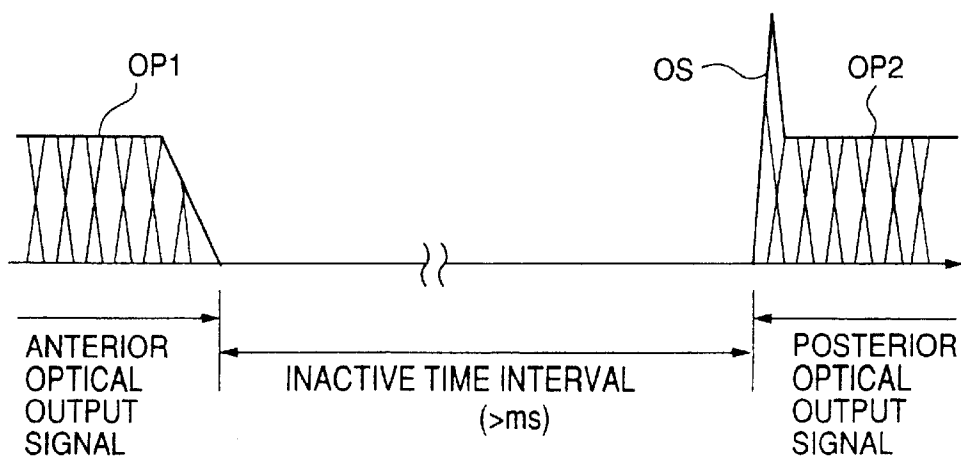 OP1
OS
OP2
ANTERIOR
OPTICAL
OUTPUT
SIGNAL
INACTIVE TIME INTERVAL
(>ms)
POSTERIOR
OPTICAL
OUTPUT
SIGNAL